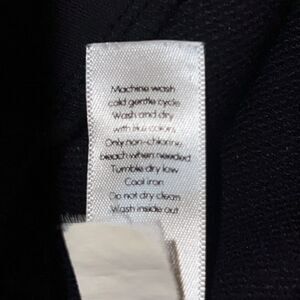 Machine wash
cold gentle cycle
Wash and dry
with like colors
Only non-chlorine
bleach when needed
Tumble dry low
Cool iron
Do not dry clean
Wash inside out